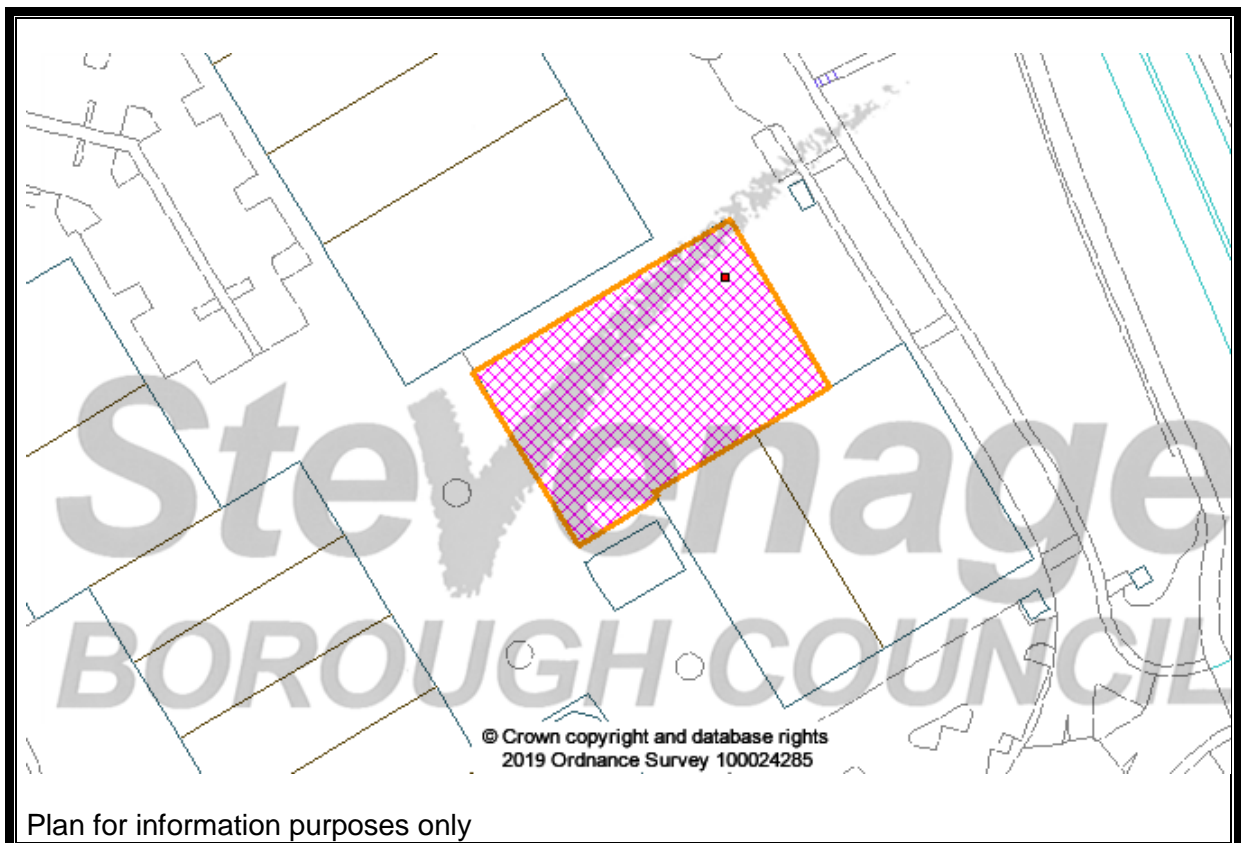 Stevenage
BOROUGH COUNCIL
© Crown copyright and database rights
2019 Ordnance Survey 100024285
Plan for information purposes only